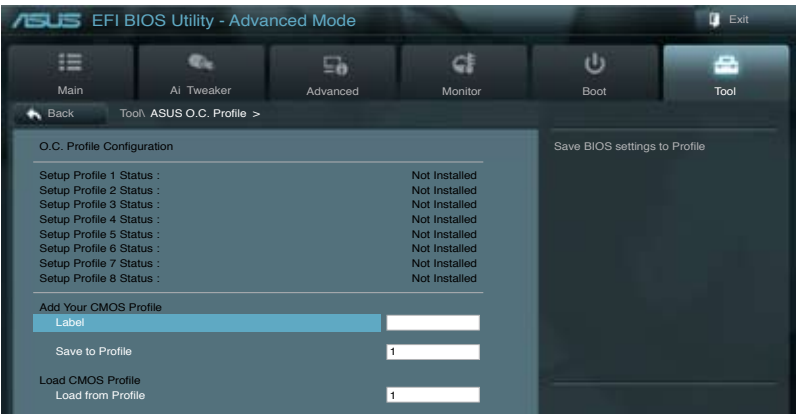 ASUS EFI BIOS Utility - Advanced Mode
Exit
Main
Ai Tweaker
Advanced
Monitor
Boot
Tool
Back
Tool\ ASUS O.C. Profile >
O.C. Profile Configuration
Setup Profile 1 Status : Not Installed
Setup Profile 2 Status : Not Installed
Setup Profile 3 Status : Not Installed
Setup Profile 4 Status : Not Installed
Setup Profile 5 Status : Not Installed
Setup Profile 6 Status : Not Installed
Setup Profile 7 Status : Not Installed
Setup Profile 8 Status : Not Installed
Add Your CMOS Profile
Label
Save to Profile 1
Load CMOS Profile
Load from Profile 1
Save BIOS settings to Profile